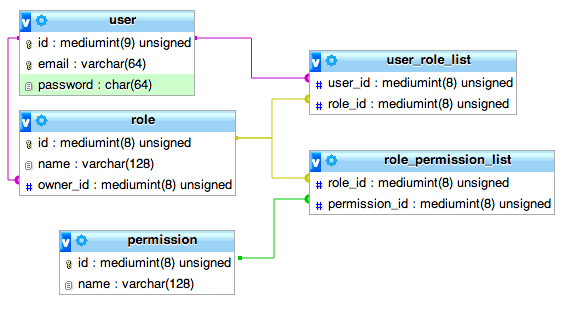 user
id : mediumint(9) unsigned
email : varchar(64)
password : char(64)
role
id : mediumint(8) unsigned
name : varchar(128)
owner_id : mediumint(8) unsigned
permission
id : mediumint(8) unsigned
name : varchar(128)
user_role_list
user_id : mediumint(8) unsigned
role_id : mediumint(8) unsigned
role_permission_list
role_id : mediumint(8) unsigned
permission_id : mediumint(8) unsigned